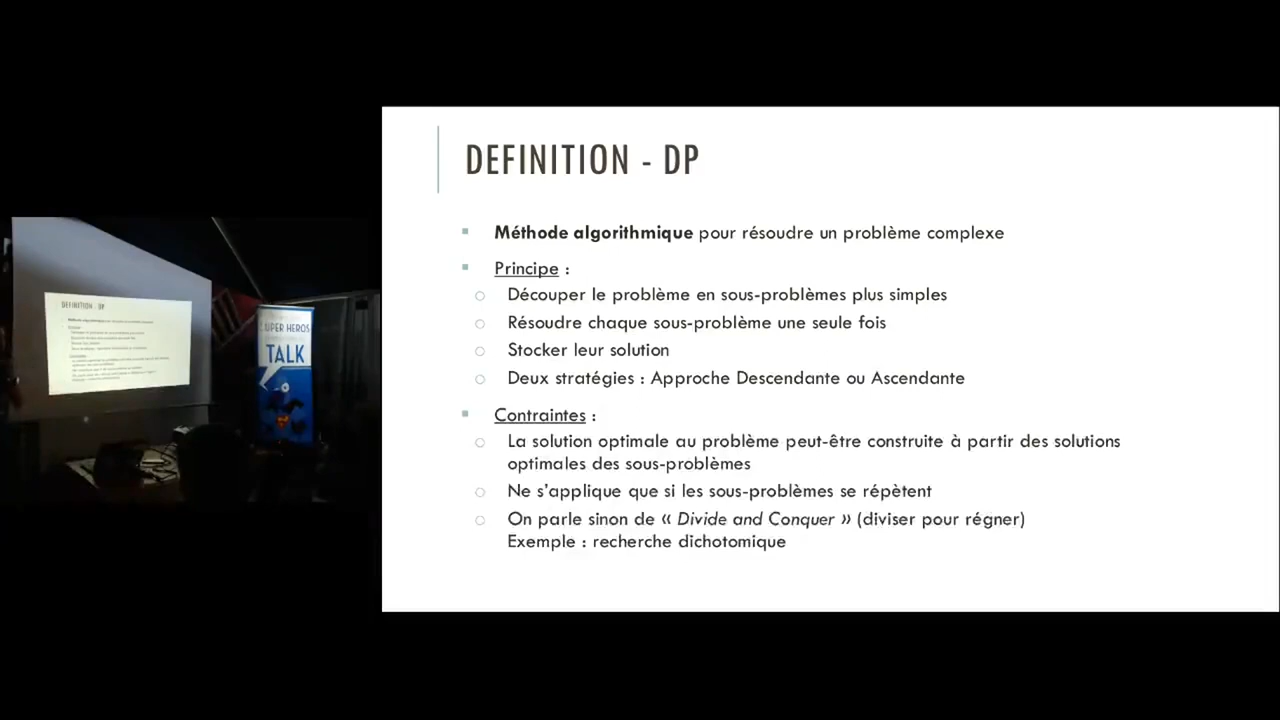 DEFINITION - DP
Méthode algorithmique pour résoudre un problème complexe
Principe :
Découper le problème en sous-problèmes plus simples
Résoudre chaque sous-problème une seule fois
Stocker leur solution
Deux stratégies : Approche Descendante ou Ascendante
Contraintes :
La solution optimale au problème peut-être construite à partir des solutions
optimales des sous-problèmes
Ne s'applique que si les sous-problèmes se répètent
On parle sinon de « Divide and Conquer » (diviser pour régner)
Exemple : recherche dichotomique
DEFINITION - DP
SUPER HEROS
TALK